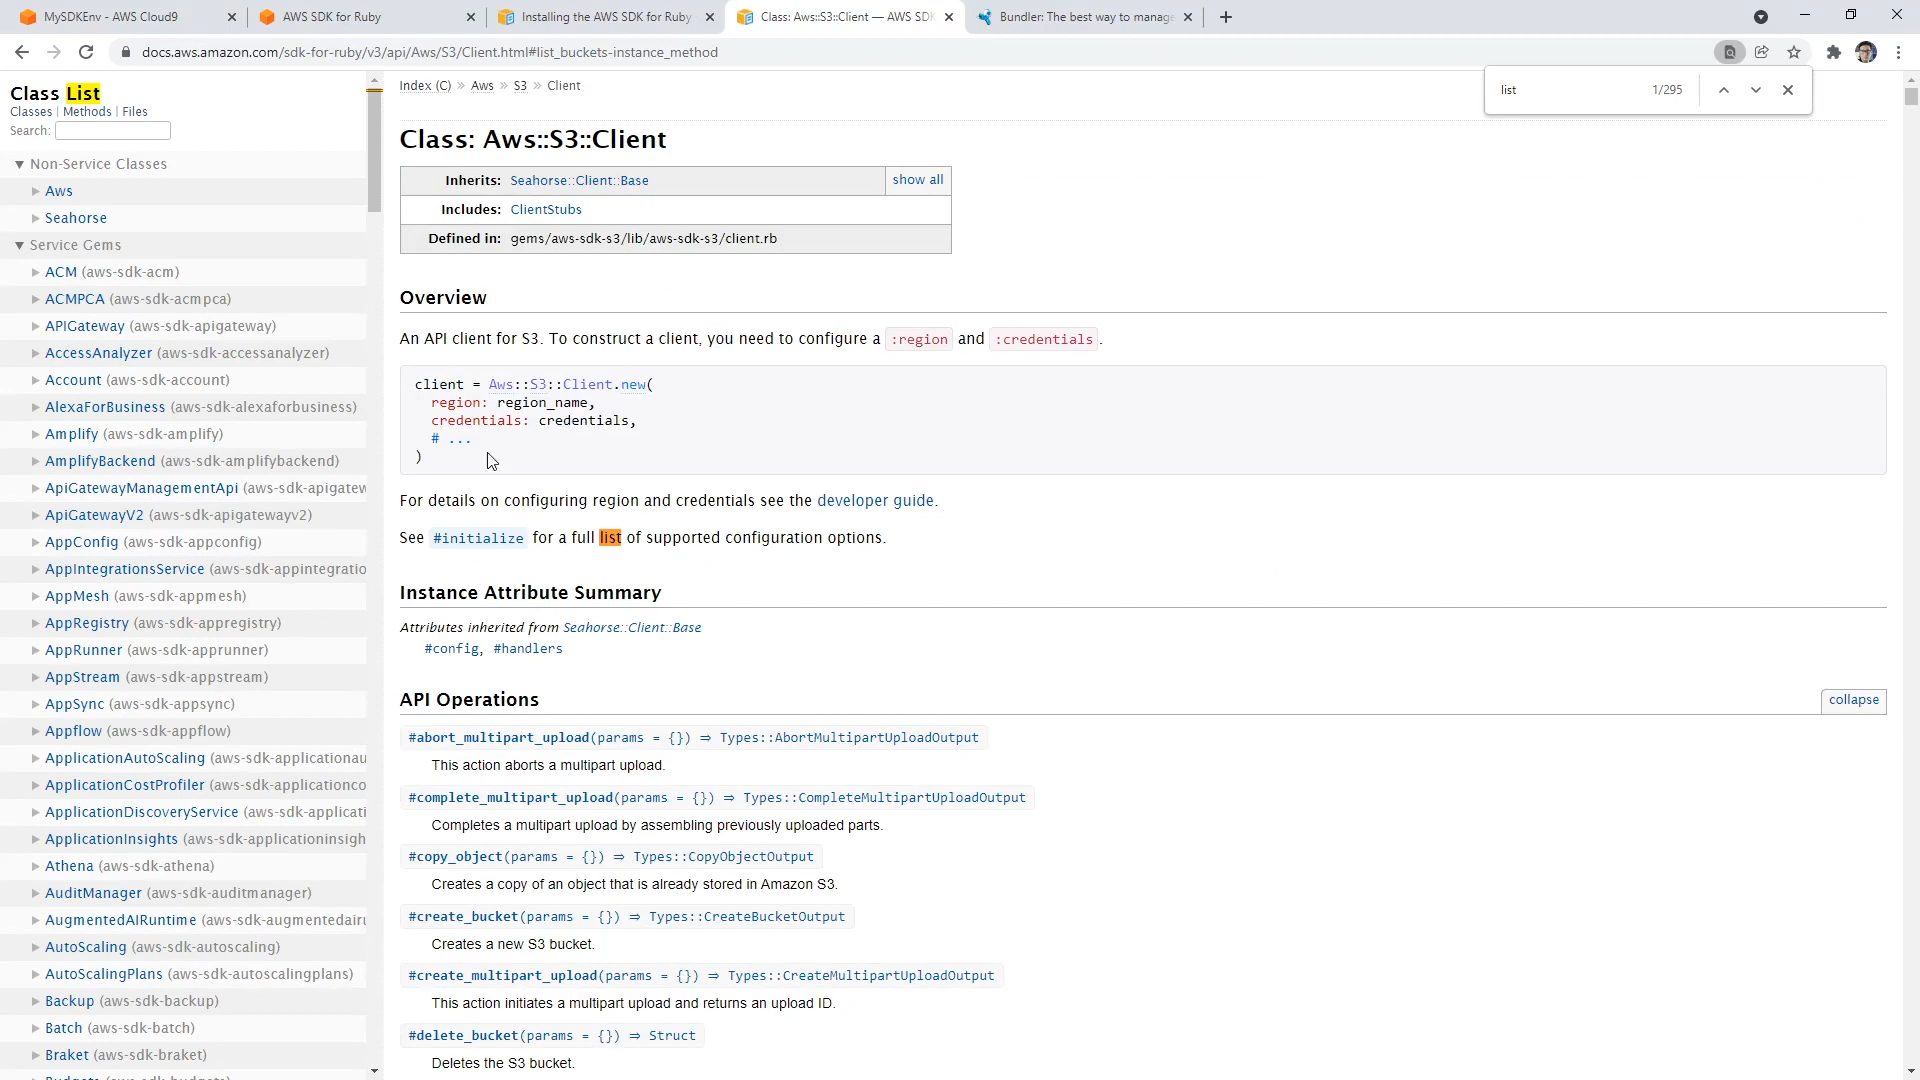 MySDKEnv - AWS Cloud9
AWS SDK for Ruby
Installing the AWS SDK for Ruby
Class: Aws::S3::Client — AWS SD
Bundler: The best way to manage
docs.aws.amazon.com/sdk-for-ruby/v3/api/Aws/S3/Client.html#list_buckets-instance_method
list 1/295
Class List
Classes | Methods | Files
Search:
Non-Service Classes
Aws
Seahorse
Service Gems
ACM (aws-sdk-acm)
ACMPCA (aws-sdk-acmpca)
APIGateway (aws-sdk-apigateway)
AccessAnalyzer (aws-sdk-accessanalyzer)
Account (aws-sdk-account)
AlexaForBusiness (aws-sdk-alexaforbusiness)
Amplify (aws-sdk-amplify)
AmplifyBackend (aws-sdk-amplifybackend)
ApiGatewayManagementApi (aws-sdk-apigatew
ApiGatewayV2 (aws-sdk-apigatewayv2)
AppConfig (aws-sdk-appconfig)
AppIntegrationsService (aws-sdk-appintegratio
AppMesh (aws-sdk-appmesh)
AppRegistry (aws-sdk-appregistry)
AppRunner (aws-sdk-apprunner)
AppStream (aws-sdk-appstream)
AppSync (aws-sdk-appsync)
Appflow (aws-sdk-appflow)
ApplicationAutoScaling (aws-sdk-applicationau
ApplicationCostProfiler (aws-sdk-applicationco
ApplicationDiscoveryService (aws-sdk-applicati
ApplicationInsights (aws-sdk-applicationinsigh
Athena (aws-sdk-athena)
AuditManager (aws-sdk-auditmanager)
AugmentedAIRuntime (aws-sdk-augmentedairu
AutoScaling (aws-sdk-autoscaling)
AutoScalingPlans (aws-sdk-autoscalingplans)
Backup (aws-sdk-backup)
Batch (aws-sdk-batch)
Braket (aws-sdk-braket)
Index (C) » Aws » S3 » Client
Class: Aws::S3::Client
Inherits: Seahorse::Client::Base show all
Includes: ClientStubs
Defined in: gems/aws-sdk-s3/lib/aws-sdk-s3/client.rb
Overview
An API client for S3. To construct a client, you need to configure a :region and :credentials.
client = Aws::S3::Client.new(
region: region_name,
credentials: credentials,
# ...
)
For details on configuring region and credentials see the developer guide.
See #initialize for a full list of supported configuration options.
Instance Attribute Summary
Attributes inherited from Seahorse::Client::Base
#config, #handlers
API Operations collapse
#abort_multipart_upload(params = {}) ⇒ Types::AbortMultipartUploadOutput
This action aborts a multipart upload.
#complete_multipart_upload(params = {}) ⇒ Types::CompleteMultipartUploadOutput
Completes a multipart upload by assembling previously uploaded parts.
#copy_object(params = {}) ⇒ Types::CopyObjectOutput
Creates a copy of an object that is already stored in Amazon S3.
#create_bucket(params = {}) ⇒ Types::CreateBucketOutput
Creates a new S3 bucket.
#create_multipart_upload(params = {}) ⇒ Types::CreateMultipartUploadOutput
This action initiates a multipart upload and returns an upload ID.
#delete_bucket(params = {}) ⇒ Struct
Deletes the S3 bucket.